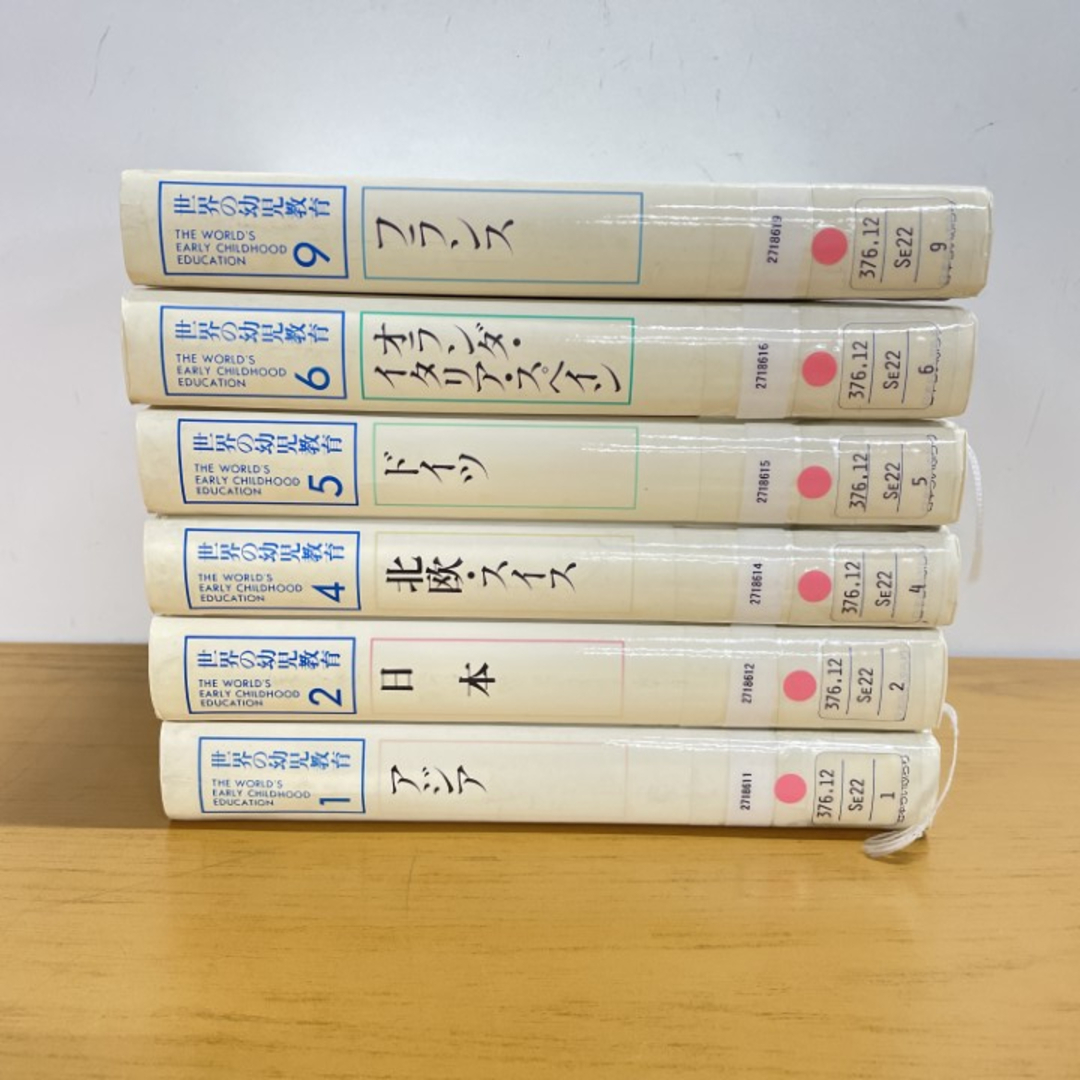 世界の幼児教育
THE WORLD'S
EARLY CHILDHOOD
EDUCATION
9
フランス
2718619
376.12
SE22
9
世界の幼児教育
THE WORLD'S
EARLY CHILDHOOD
EDUCATION
6
オランダ・
イタリア・スペイン
2718616
376.12
SE22
6
世界の幼児教育
THE WORLD'S
EARLY CHILDHOOD
EDUCATION
5
ドイツ
2718615
376.12
SE22
5
世界の幼児教育
THE WORLD'S
EARLY CHILDHOOD
EDUCATION
4
北欧・スイス
2718614
376.12
SE22
4
世界の幼児教育
THE WORLD'S
EARLY CHILDHOOD
EDUCATION
2
日本
2718612
376.12
SE22
2
世界の幼児教育
THE WORLD'S
EARLY CHILDHOOD
EDUCATION
1
アジア
2718611
376.12
SE22
1